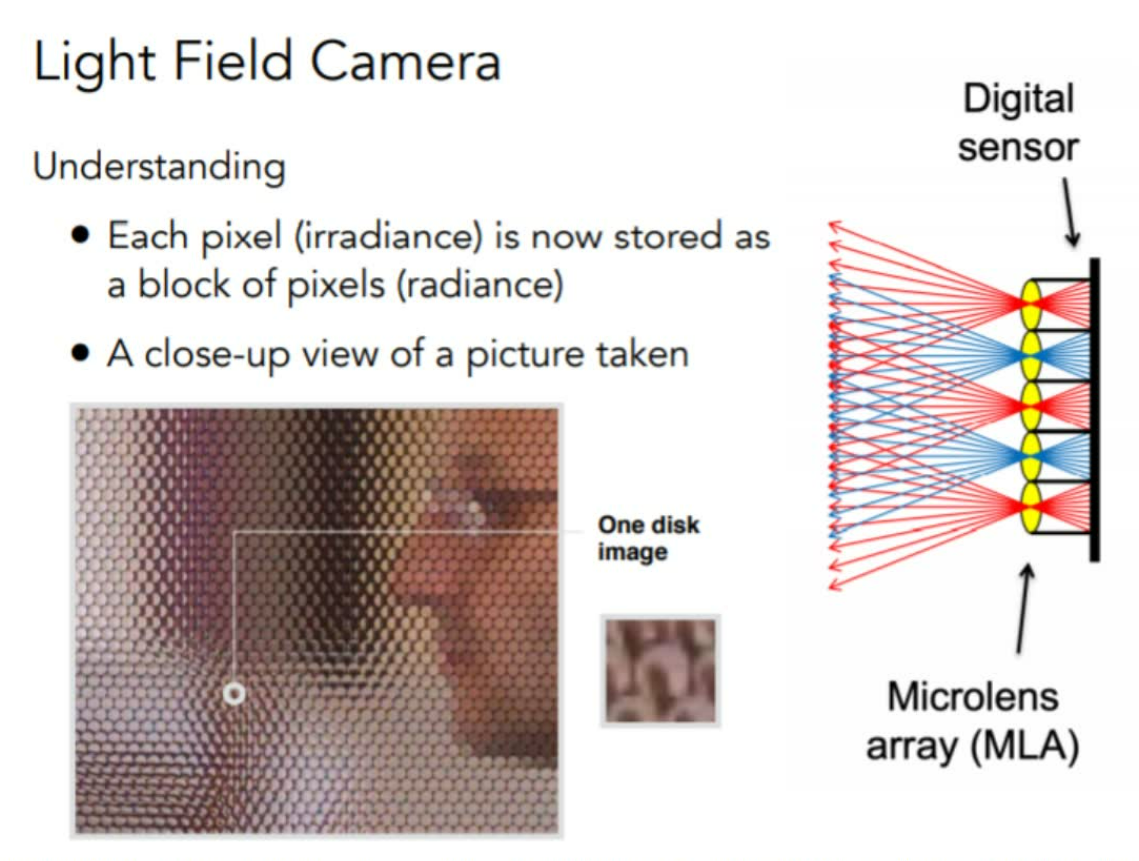 Light Field Camera
Digital
sensor
Understanding
● Each pixel (irradiance) is now stored as
a block of pixels (radiance)
● A close-up view of a picture taken
One disk
image
Microlens
array (MLA)